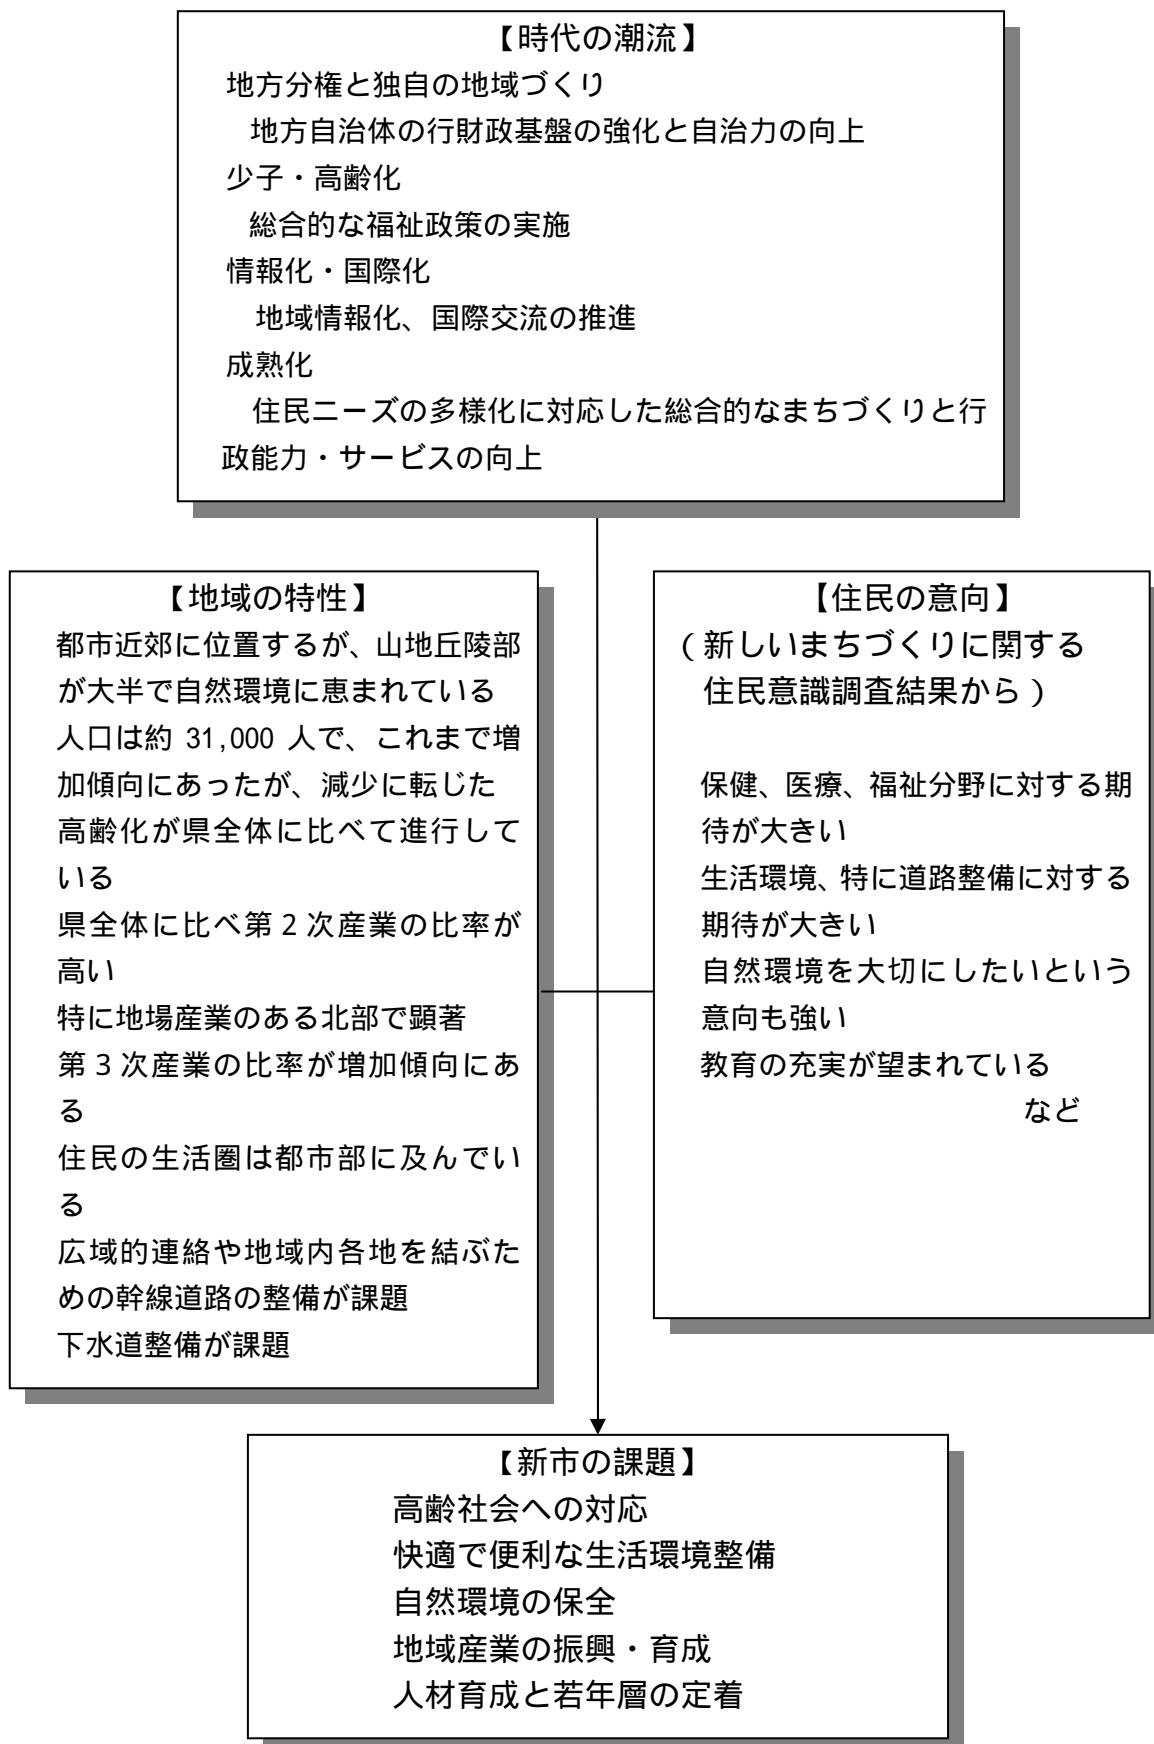 【時代の潮流】
地方分権と独自の地域づくり
地方自治体の行財政基盤の強化と自治力の向上
少子・高齢化
総合的な福祉政策の実施
情報化・国際化
地域情報化、国際交流の推進
成熟化
住民ニーズの多様化に対応した総合的なまちづくりと行
政能力・サービスの向上
【地域の特性】
都市近郊に位置するが、山地丘陵部
が大半で自然環境に恵まれている
人口は約 31,000 人で、これまで増
加傾向にあったが、減少に転じた
高齢化が県全体に比べて進行して
いる
県全体に比べ第２次産業の比率が
高い
特に地場産業のある北部で顕著
第３次産業の比率が増加傾向にあ
る
住民の生活圏は都市部に及んでい
る
広域的連絡や地域内各地を結ぶた
めの幹線道路の整備が課題
下水道整備が課題
【住民の意向】
（新しいまちづくりに関する
住民意識調査結果から）
保健、医療、福祉分野に対する期
待が大きい
生活環境、特に道路整備に対する
期待が大きい
自然環境を大切にしたいという
意向も強い
教育の充実が望まれている
など
【新市の課題】
高齢社会への対応
快適で便利な生活環境整備
自然環境の保全
地域産業の振興・育成
人材育成と若年層の定着